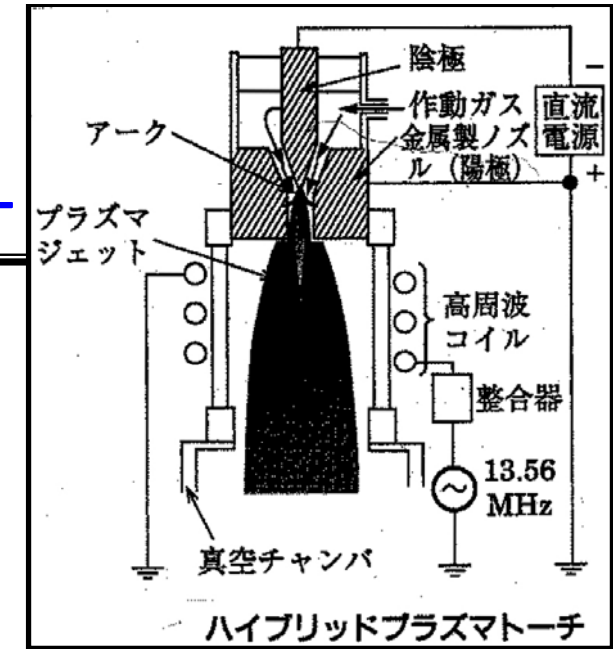 陰極
作動ガス
金属製ノズ
ル(陽極)
−
直流
電源
+
アーク
プラズマ
ジェット
高周波
コイル
整合器
13.56
MHz
~
真空チャンバ
ハイブリッドプラズマトーチ